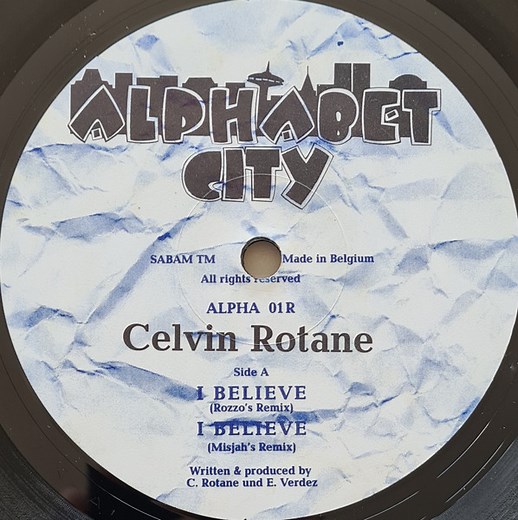 ALPHABET
CITY
SABAM TM Made in Belgium
All rights reserved
ALPHA 01R
Celvin Rotane
Side A
I BELIEVE
(Rozzo's Remix)
I BELIEVE
(Misjah's Remix)
Written & produced by
C. Rotane und E. Verdez